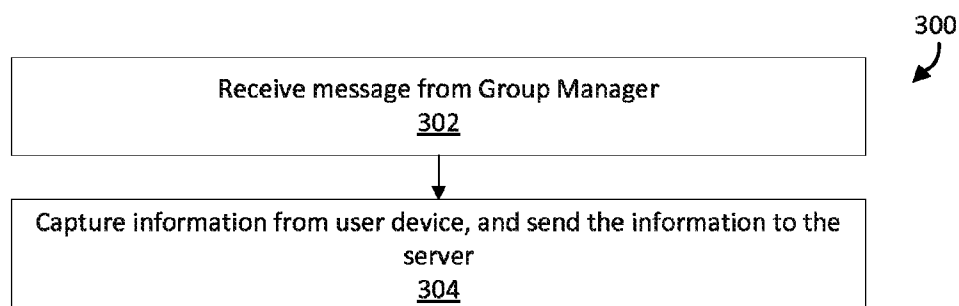 300
Receive message from Group Manager
302
Capture information from user device, and send the information to the
server
304